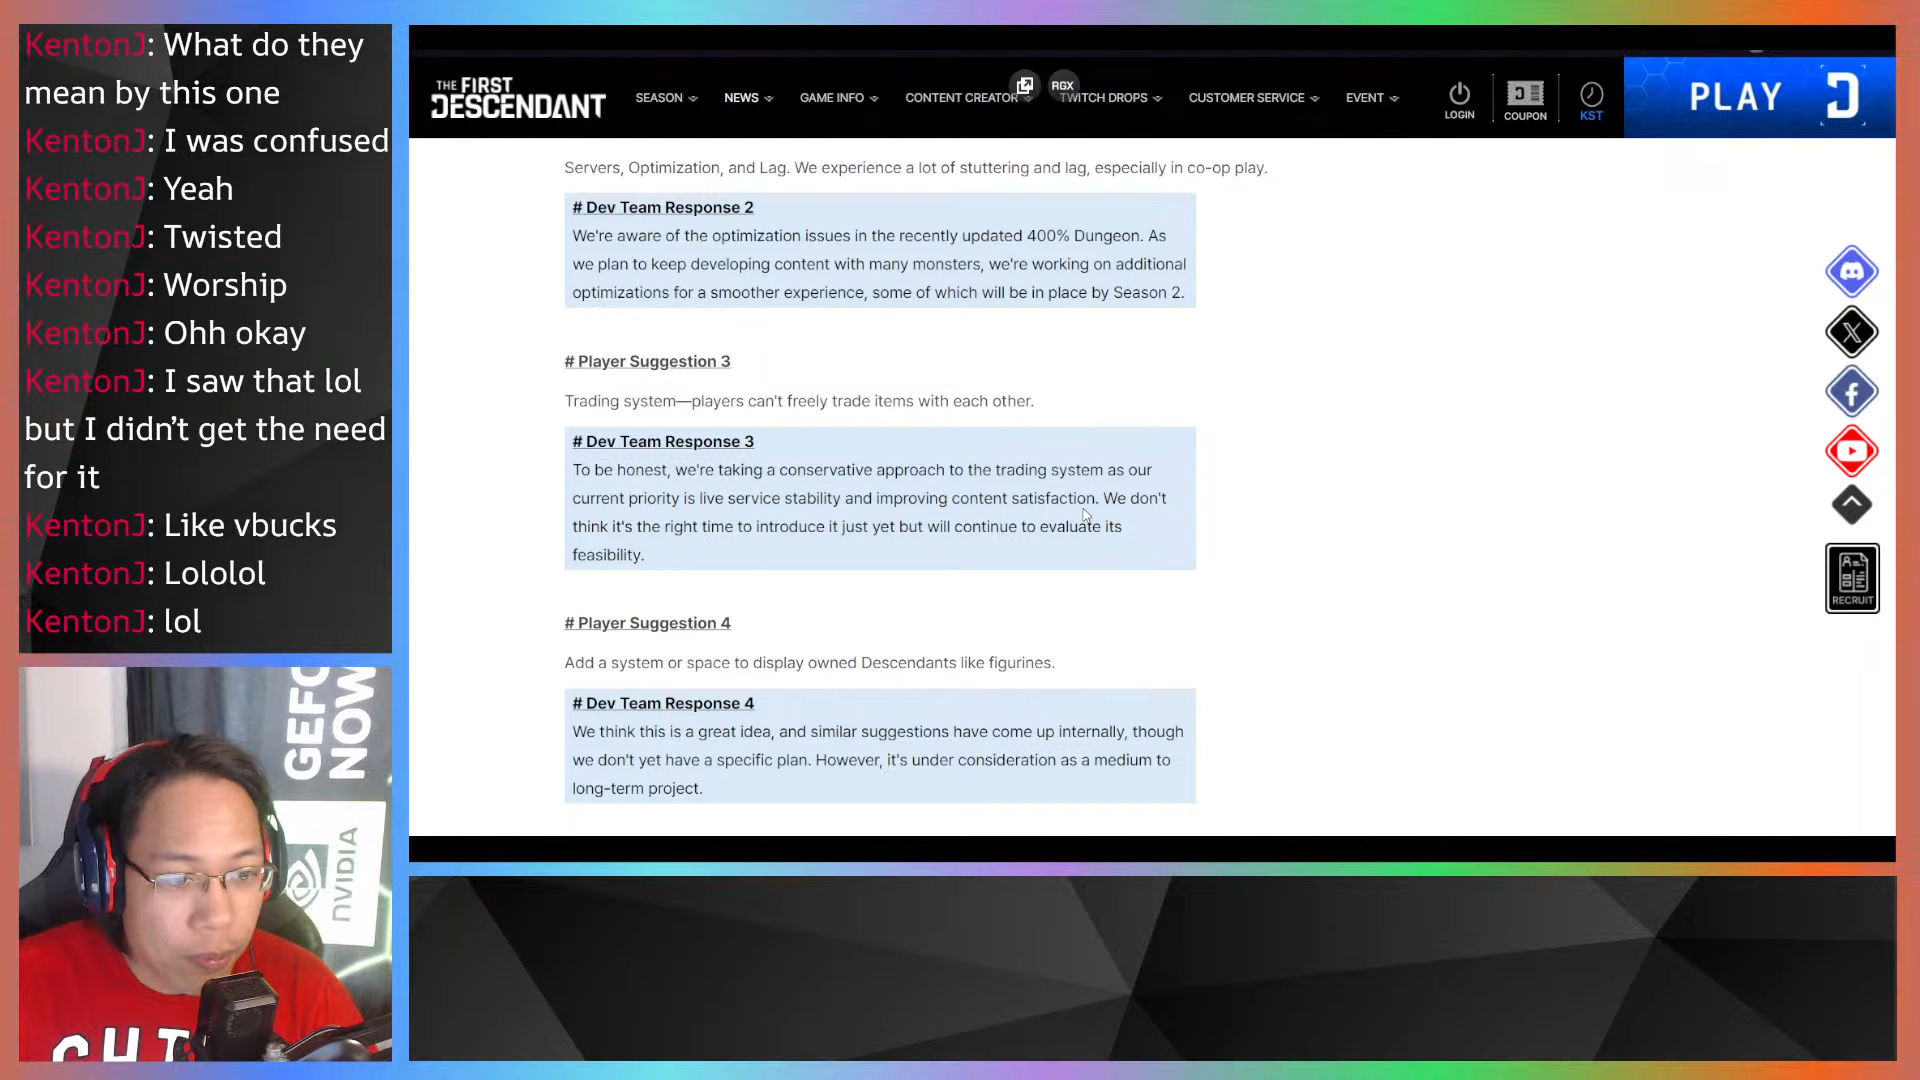 KentonJ: What do they
mean by this one
KentonJ: I was confused
KentonJ: Yeah
KentonJ: Twisted
KentonJ: Worship
KentonJ: Ohh okay
KentonJ: I saw that lol
but I didn’t get the need
for it
KentonJ: Like vbucks
KentonJ: Lololol
KentonJ: lol
THE FIRST
DESCENDANT
SEASON
NEWS
GAME INFO
CONTENT CREATOR
RGX
TWITCH DROPS
CUSTOMER SERVICE
EVENT
LOGIN
COUPON
KST
PLAY
Servers, Optimization, and Lag. We experience a lot of stuttering and lag, especially in co-op play.
# Dev Team Response 2
We're aware of the optimization issues in the recently updated 400% Dungeon. As
we plan to keep developing content with many monsters, we're working on additional
optimizations for a smoother experience, some of which will be in place by Season 2.
# Player Suggestion 3
Trading system—players can't freely trade items with each other.
# Dev Team Response 3
To be honest, we're taking a conservative approach to the trading system as our
current priority is live service stability and improving content satisfaction. We don't
think it's the right time to introduce it just yet but will continue to evaluate its
feasibility.
# Player Suggestion 4
Add a system or space to display owned Descendants like figurines.
# Dev Team Response 4
We think this is a great idea, and similar suggestions have come up internally, though
we don't yet have a specific plan. However, it's under consideration as a medium to
long-term project.
RECRUIT
GEFO
NOW
NVIDIA